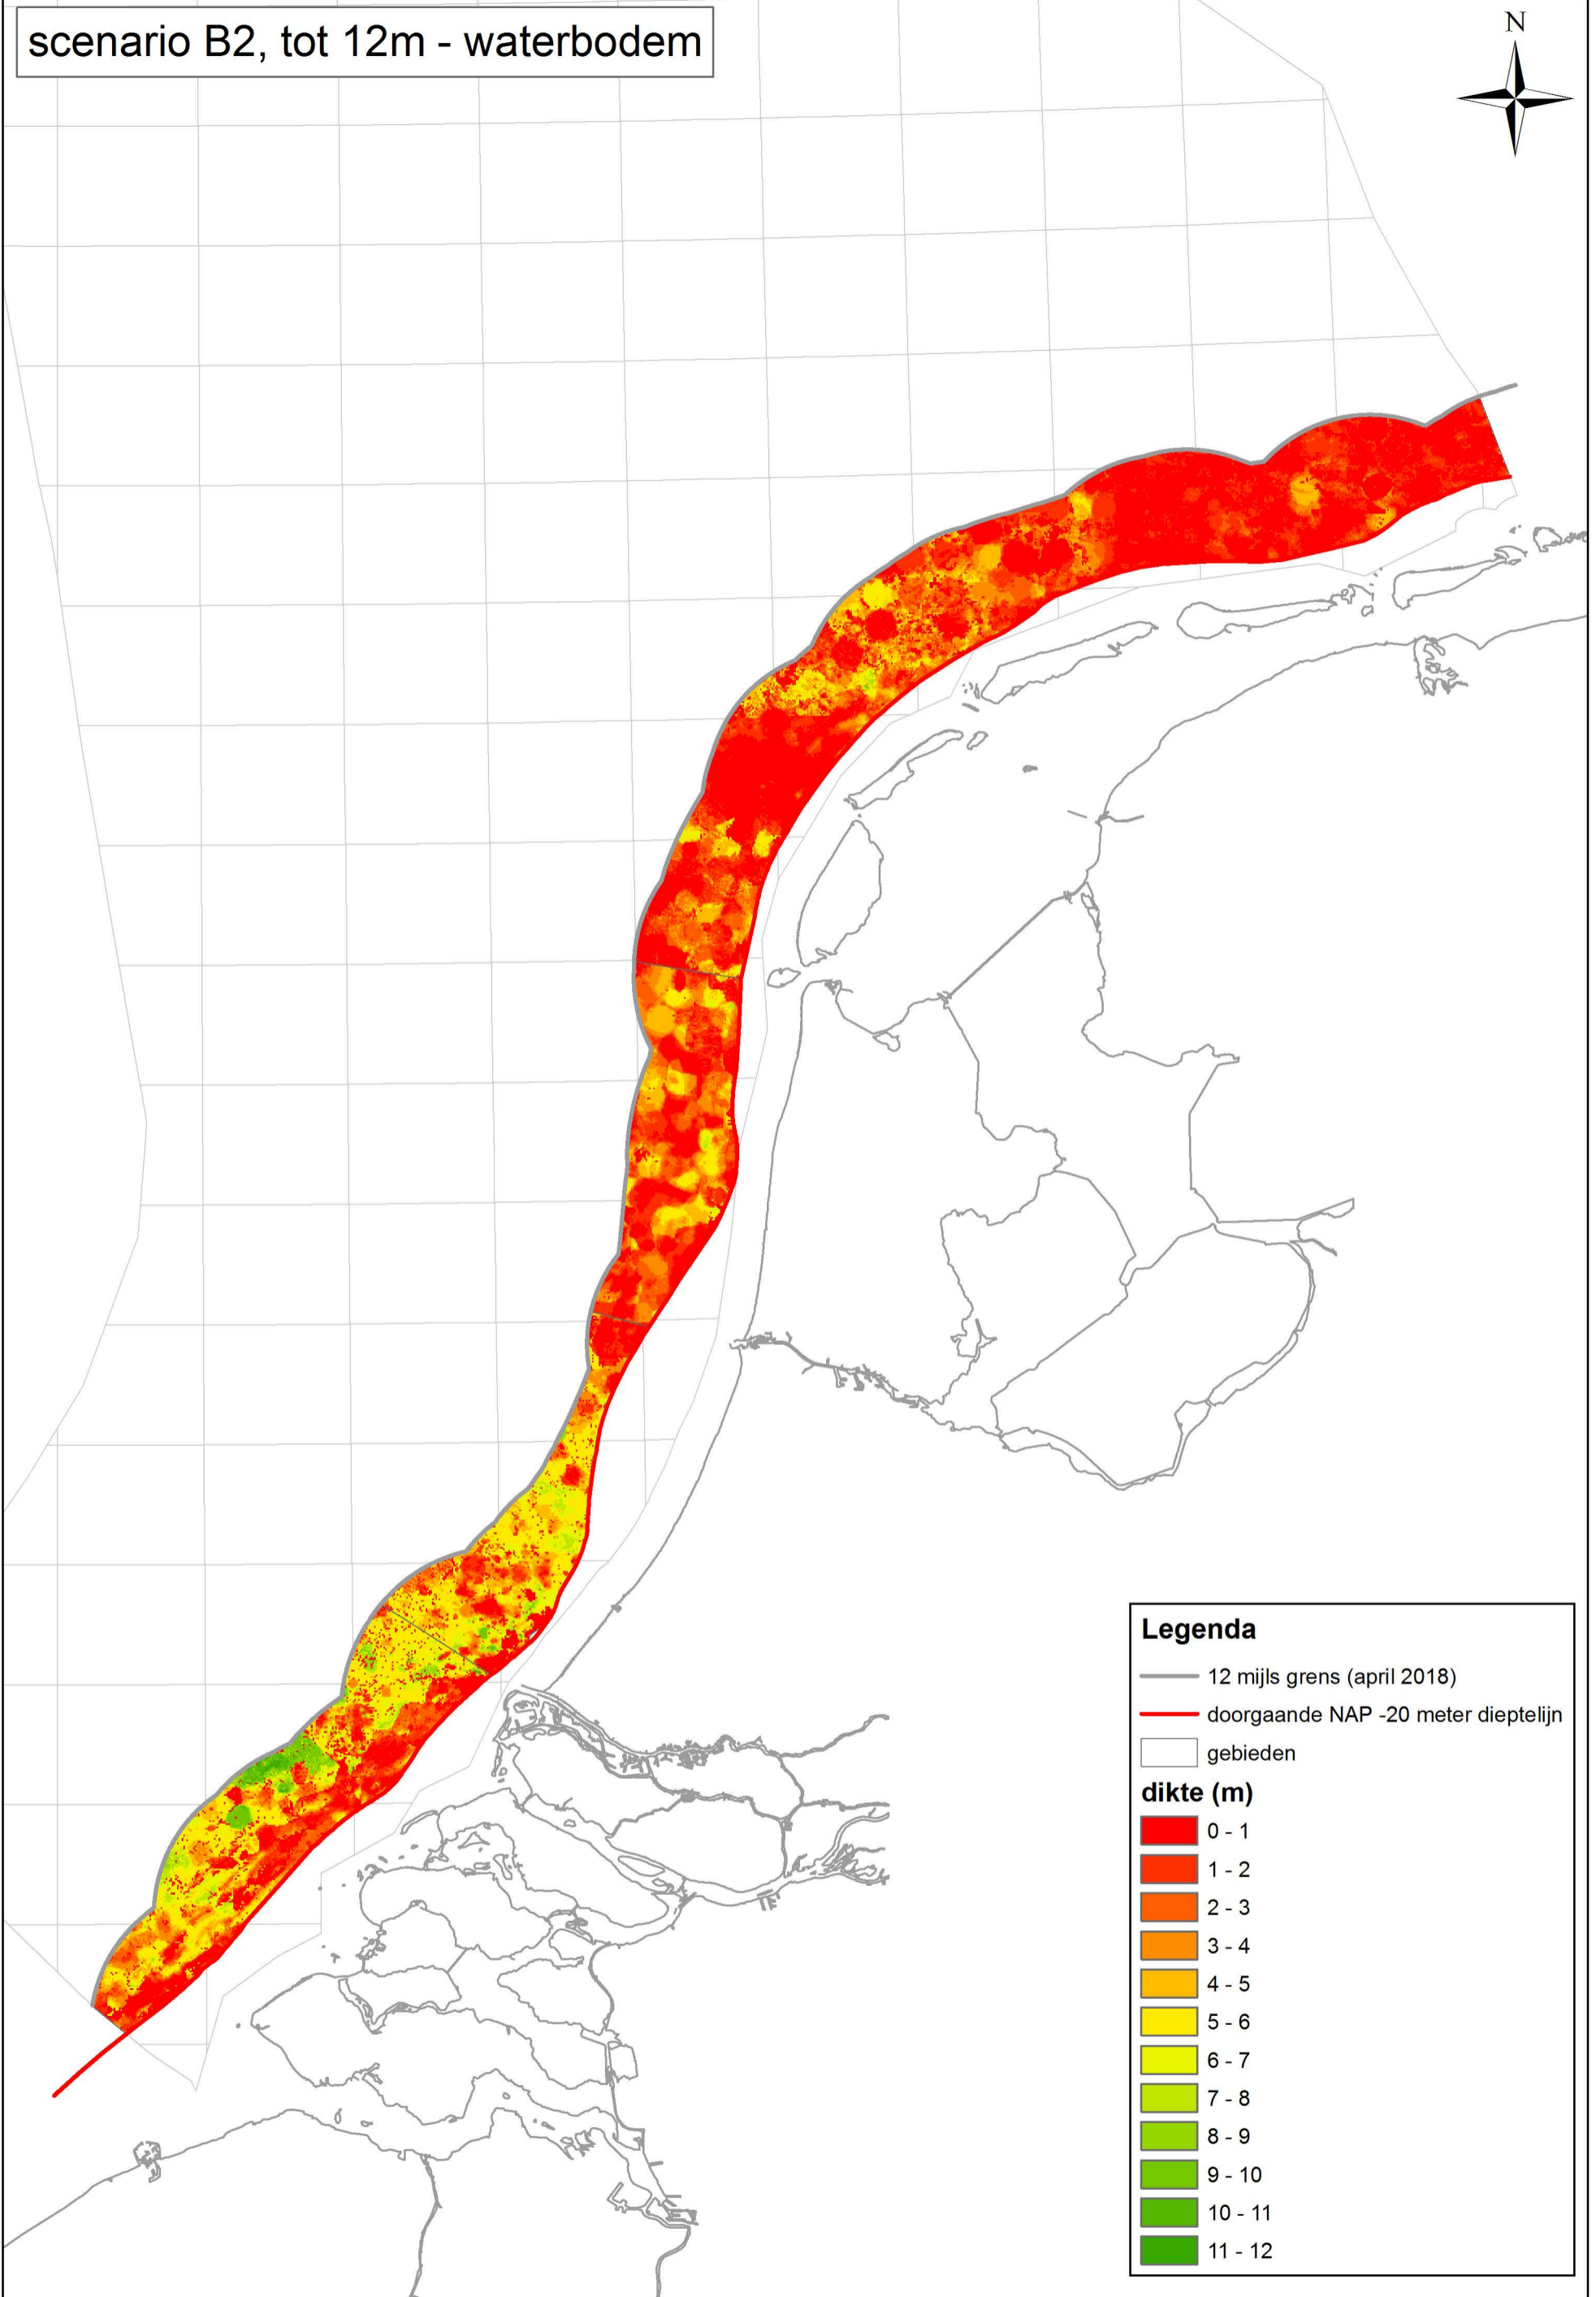 scenario B2, tot 12m - waterbodem
N
Legenda
12 mijls grens (april 2018)
doorgaande NAP -20 meter dieptelijn
gebieden
dikte (m)
0 - 1
1 - 2
2 - 3
3 - 4
4 - 5
5 - 6
6 - 7
7 - 8
8 - 9
9 - 10
10 - 11
11 - 12